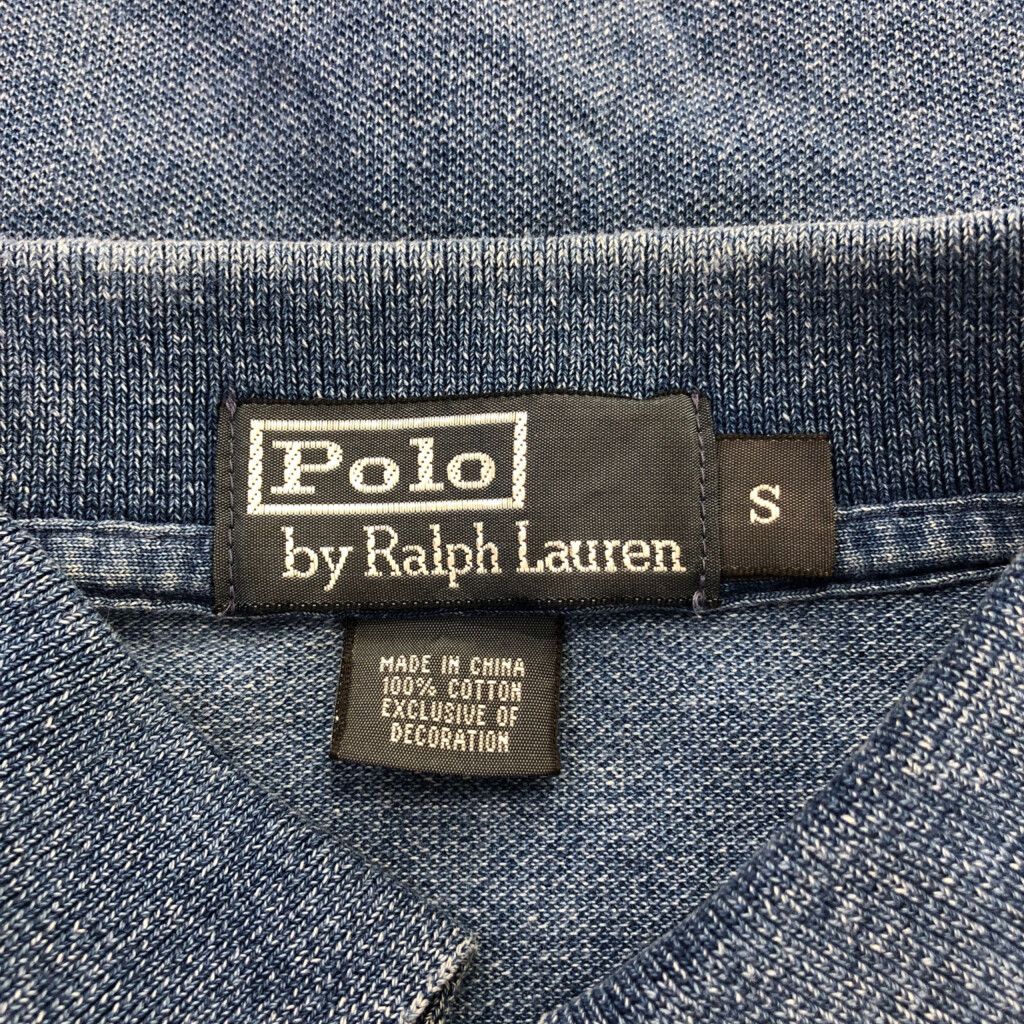 Polo
by Ralph Lauren
S
MADE IN CHINA
100% COTTON
EXCLUSIVE OF
DECORATION